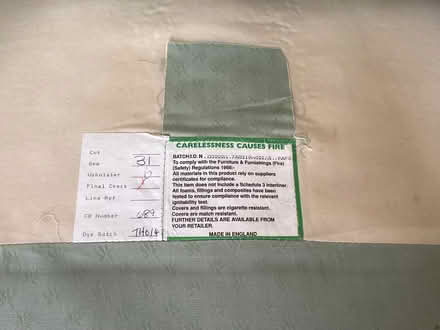 Cut
Sew 31
Upholster
Final Check
Line Ref
CH Number 689
Dye Batch TH014
CARELESSNESS CAUSES FIRE
BATCH/I.D. N
To comply with the Furniture & Furnishings (Fire)
(Safety) Regulations 1988:-
All materials in this product rely on suppliers
certificates for compliance.
This item does not include a Schedule 3 interliner
All foams, fillings and composites have been
tested to ensure compliance with the relevant
ignitability test.
Covers and fillings are cigarette resistant.
Covers are match resistant.
FURTHER DETAILS ARE AVAILABLE FROM
YOUR RETAILER.
MADE IN ENGLAND